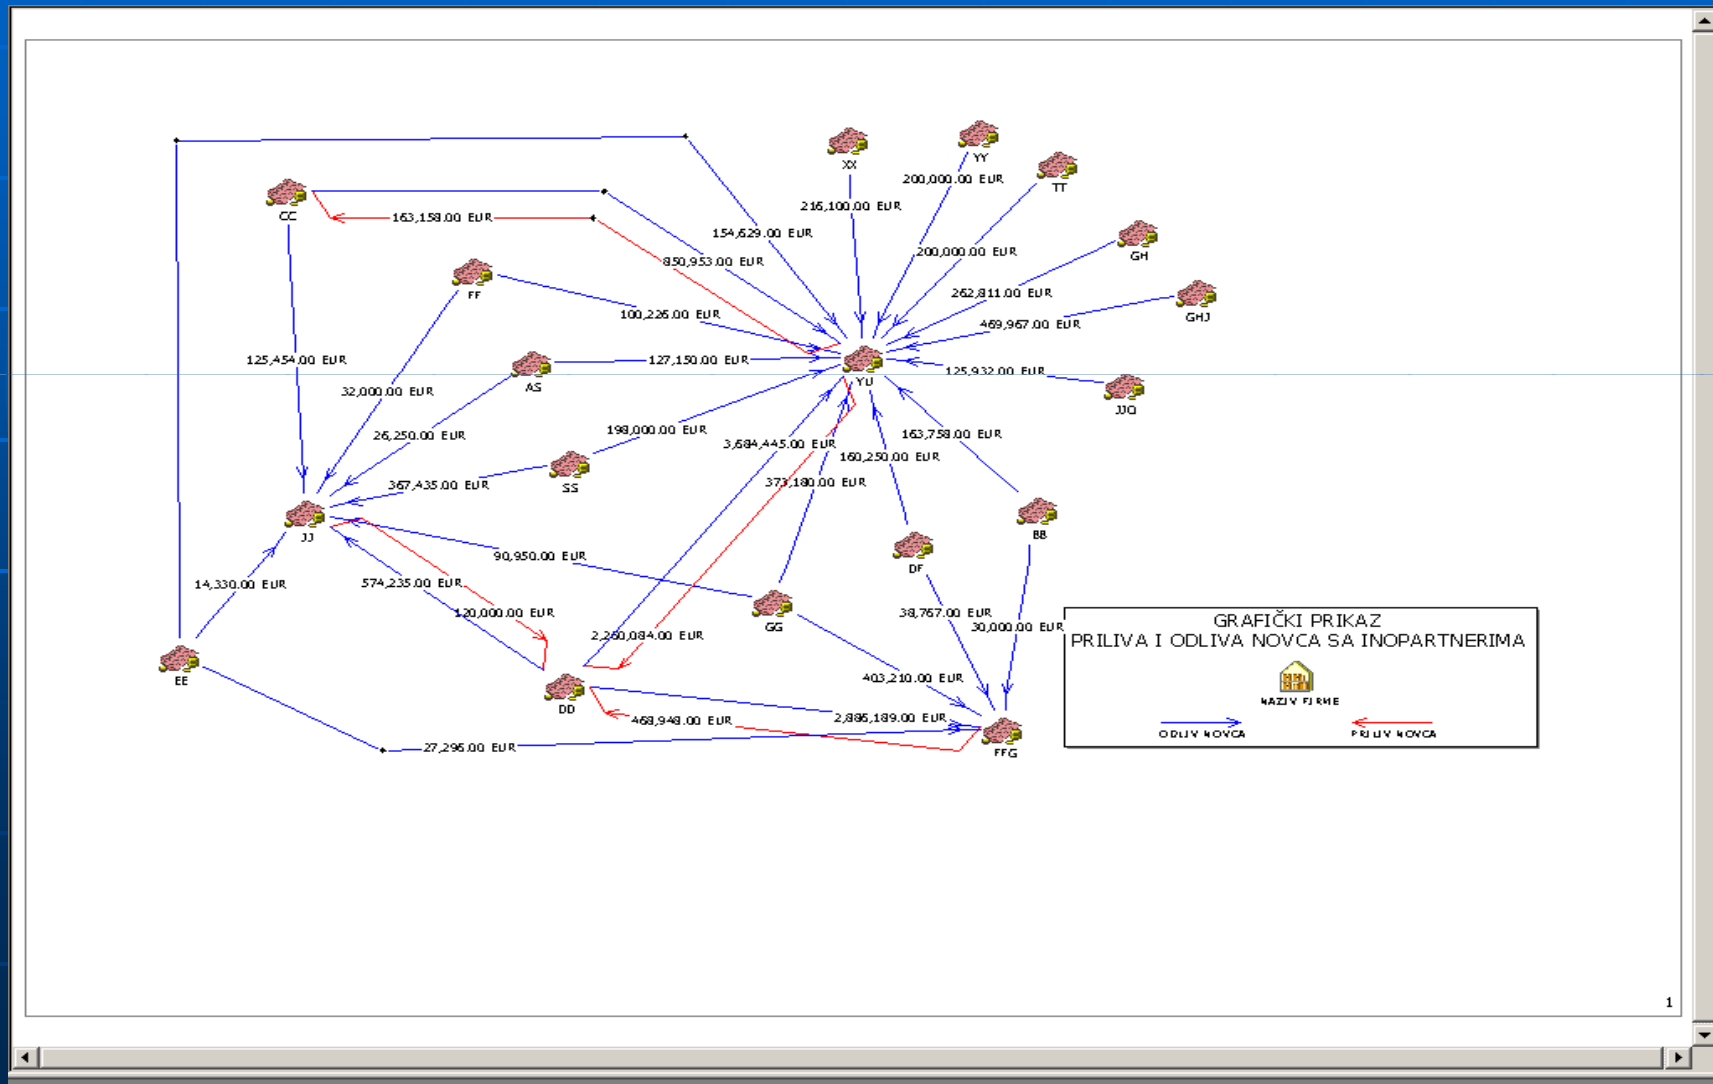 XX
YY
TT
200,000.00 EUR
CC
216,100.00 EUR
163,158.00 EUR
154,629.00 EUR
GH
200,000.00 EUR
850,953.00 EUR
FF
262,811.00 EUR
GHJ
100,226.00 EUR
469,967.00 EUR
125,454.00 EUR
127,150.00 EUR
YU
125,932.00 EUR
AS
32,000.00 EUR
JJQ
198,000.00 EUR
26,250.00 EUR
163,758.00 EUR
3,684,445.00 EUR
160,250.00 EUR
367,435.00 EUR
SS
373,180.00 EUR
JJ
BB
90,950.00 EUR
DF
14,330.00 EUR
574,235.00 EUR
120,000.00 EUR
38,767.00 EUR
GG
30,000.00 EUR
2,260,084.00 EUR
EE
403,210.00 EUR
DD
468,948.00 EUR
2,885,189.00 EUR
27,296.00 EUR
FFG
GRAFIČKI PRIKAZ
PRILIVA I ODLIVA NOVCA SA INOPARTNERIMA
NAZIV FIRME
ODLIV NOVCA
PRILIV NOVCA
1